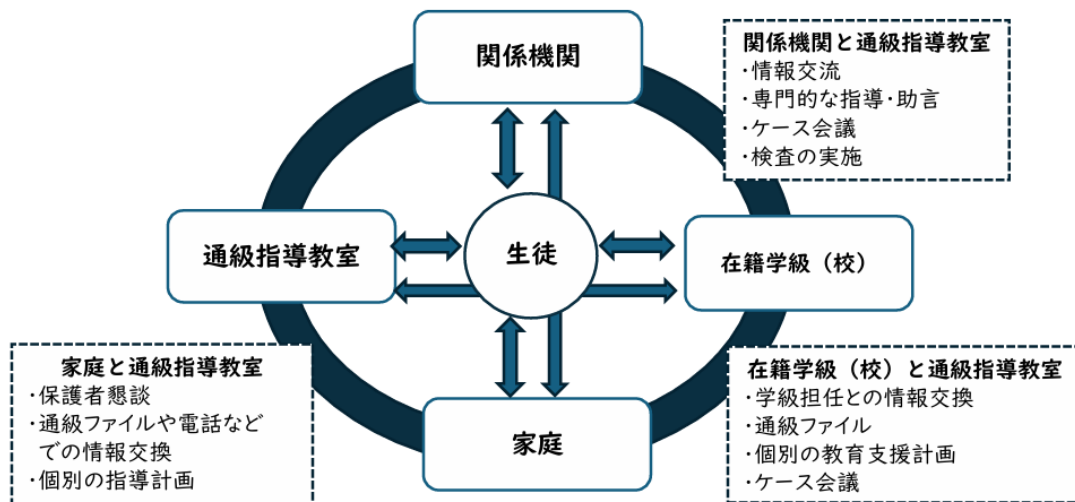 関係機関
関係機関と通級指導教室
・情報交流
・専門的な指導・助言
・ケース会議
・検査の実施
通級指導教室
生徒
在籍学級（校）
家庭と通級指導教室
・保護者懇談
・通級ファイルや電話など
での情報交換
・個別の指導計画
家庭
在籍学級（校）と通級指導教室
・学級担任との情報交換
・通級ファイル
・個別の教育支援計画
・ケース会議